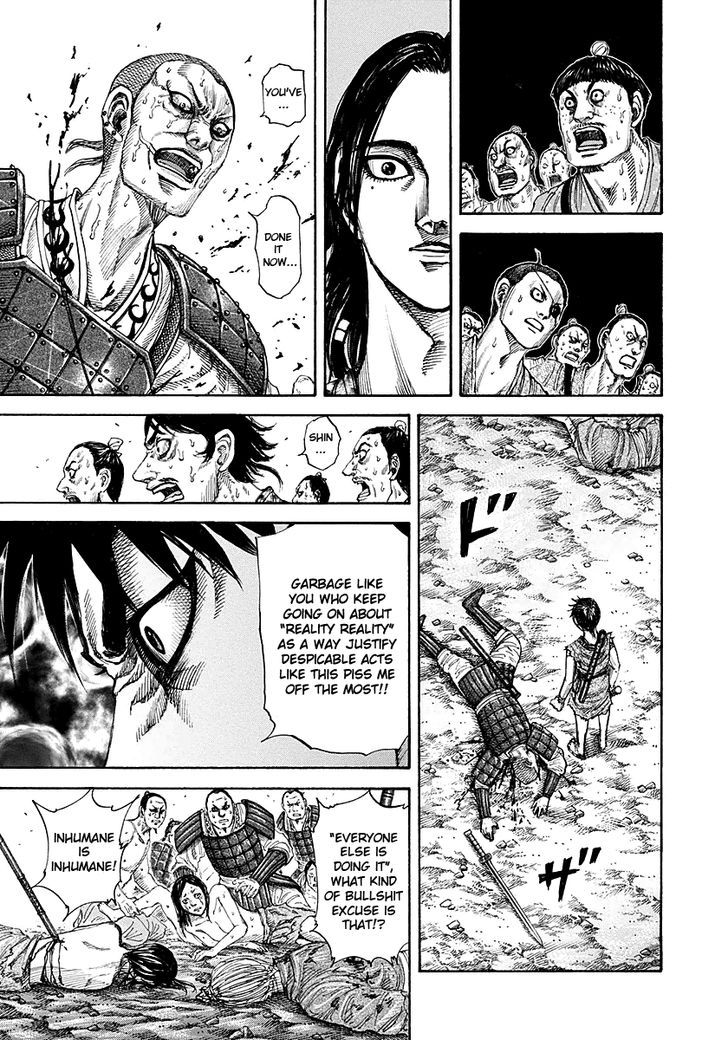 YOU'VE
...
DONE
IT
NOW...
ドッ
ザッ
SHIN
...
GARBAGE LIKE
YOU WHO KEEP
GOING ON ABOUT
"REALITY REALITY"
AS A WAY JUSTIFY
DESPICABLE ACTS
LIKE THIS PISS ME
OFF THE MOST!!
"EVERYONE
ELSE IS
DOING IT",
WHAT KIND
OF BULLSHIT
EXCUSE IS
THAT!?
INHUMANE
IS
INHUMANE!